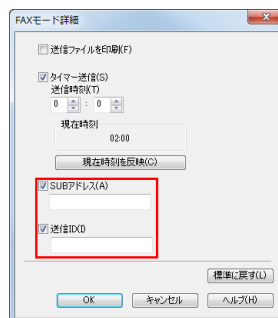 FAXモード詳細
送信ファイルを印刷(F)
タイマー送信(S)
送信時刻(T)
0 : 0
現在時刻
02:00
現在時刻を反映(C)
SUBアドレス(A)
送信ID(I)
標準に戻す(L)
OK キャンセル ヘルプ(H)